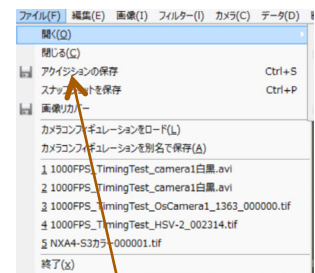 ファイル(F) 編集(E) 画像(I) フィルター(I) カメラ(C) データ(D)
開く(O)
閉じる(C)
アクイジションの保存 Ctrl+S
スナップショットを保存 Ctrl+P
画像リカバー
カメラコンフィギュレーションをロード(L)
カメラコンフィギュレーションを別名で保存(A)
1 1000FPS_TimingTest_camera1白黒.avi
2 1000FPS_TimingTest_camera1白黒.avi
3 1000FPS_TimingTest_OsCamera1_1363_000000.tif
4 1000FPS_TimingTest_HSV-2_002314.tif
5 NXA4-S3カラー000001.tif
終了(x)